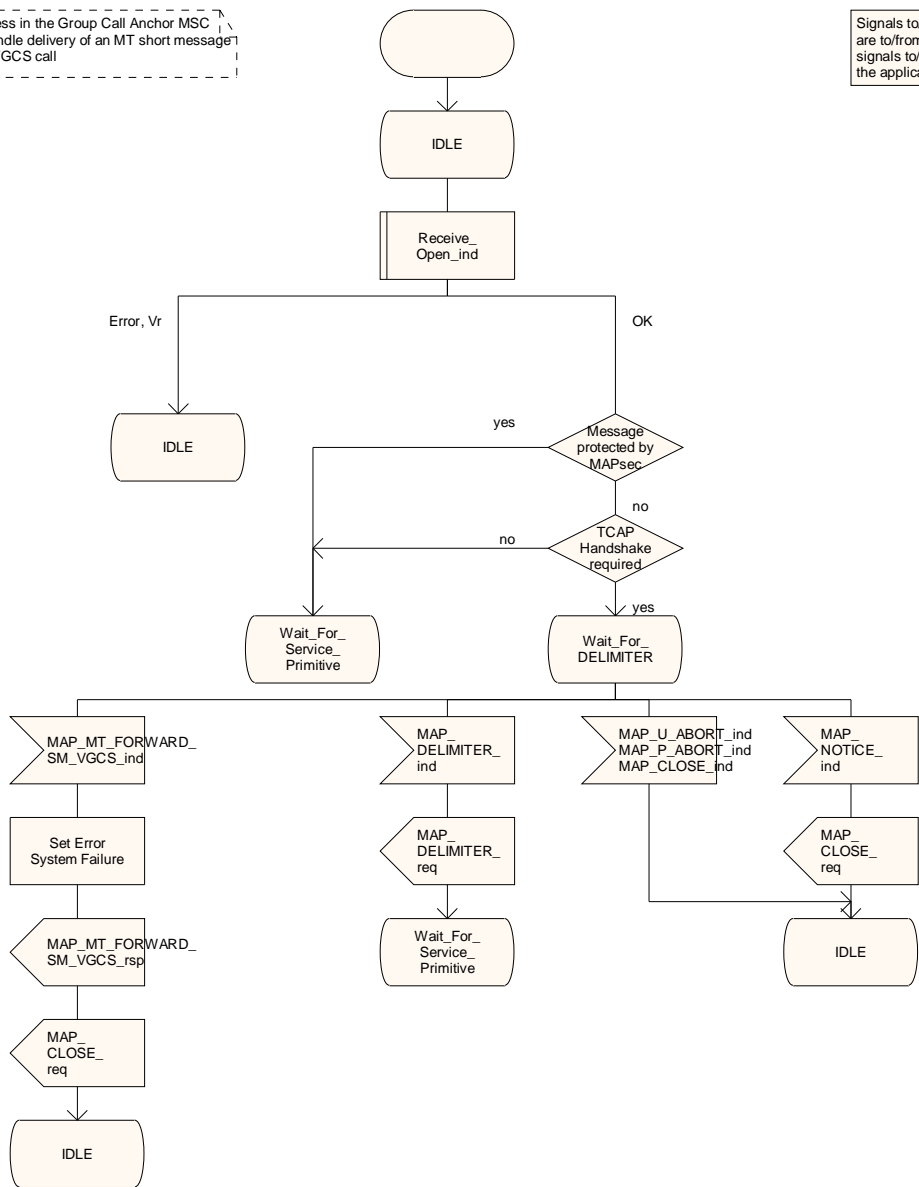 ess in the Group Call Anchor MSC
ndle delivery of an MT short message
GCS call
Signals to/
are to/from
signals to/
the applica
IDLE
Receive_
Open_ind
Error, Vr
OK
IDLE
yes
Message
protected by
MAPsec
no
no
TCAP
Handshake
required
yes
Wait_For_
Service_
Primitive
Wait_For_
DELIMITER
MAP_MT_FORWARD_
SM_VGCS_ind
MAP_
DELIMITER_
ind
MAP_U_ABORT_ind
MAP_P_ABORT_ind
MAP_CLOSE_ind
MAP_
NOTICE_
ind
Set Error
System Failure
MAP_
DELIMITER_
req
MAP_
CLOSE_
req
MAP_MT_FORWARD_
SM_VGCS_rsp
Wait_For_
Service_
Primitive
IDLE
MAP_
CLOSE_
req
IDLE